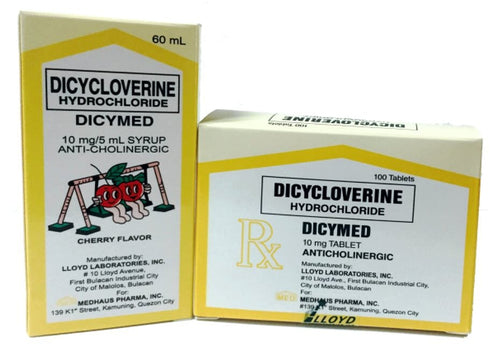 60 mL
DICYCLOVERINE
HYDROCHLORIDE
DICYMED
10 mg/5 mL SYRUP
ANTI-CHOLINERGIC
CHERRY FLAVOR
Manufactured by:
LLOYD LABORATORIES, INC.
# 10 Lloyd Avenue,
First Bulacan Industrial City,
City of Malolos, Bulacan
For:
MEDHAUS PHARMA, INC.
139 K1st Street, Kamuning, Quezon City
100 Tablets
DICYCLOVERINE
HYDROCHLORIDE
100 Tablets
DICYCLOVERINE
HYDROCHLORIDE
Rx
DICYMED
10 mg TABLET
ANTICHOLINERGIC
Manufactured by:
LLOYD LABORATORIES, INC.
#10 Lloyd Ave., First Bulacan Industrial City,
City of Malolos, Bulacan
For:
MEDHAUS PHARMA, INC.
#139 K1st Street, Kamuning, Quezon City
LLOYD